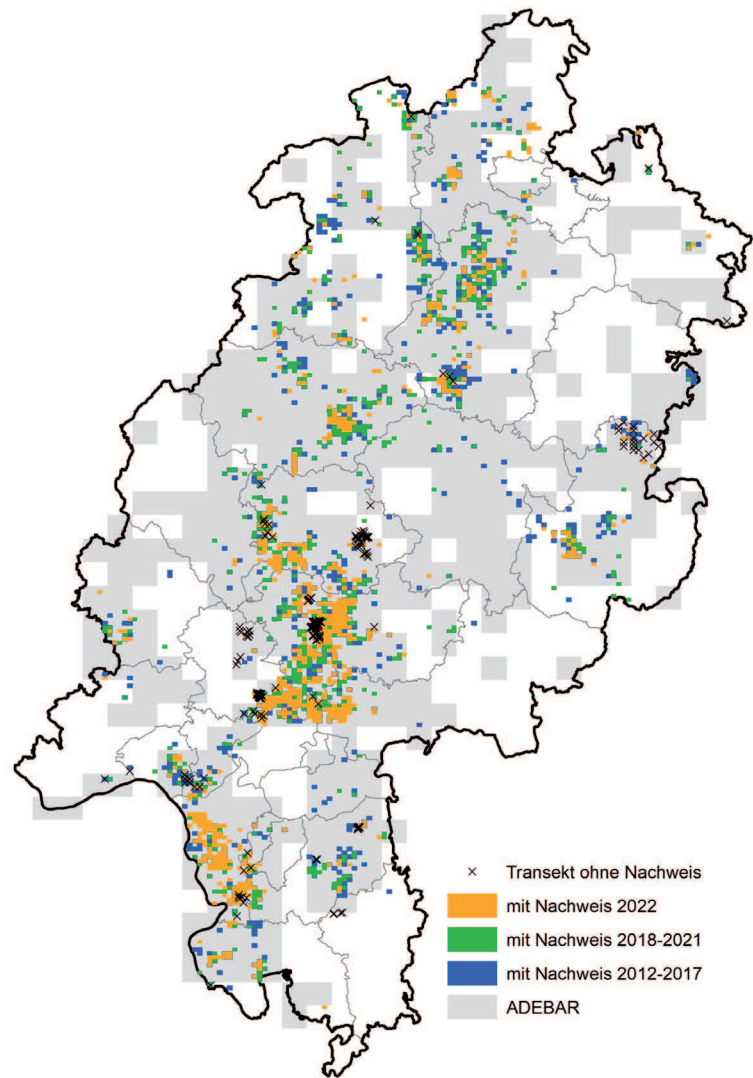 Transekt ohne Nachweis
mit Nachweis 2022
mit Nachweis 2018-2021
mit Nachweis 2012-2017
ADEBAR